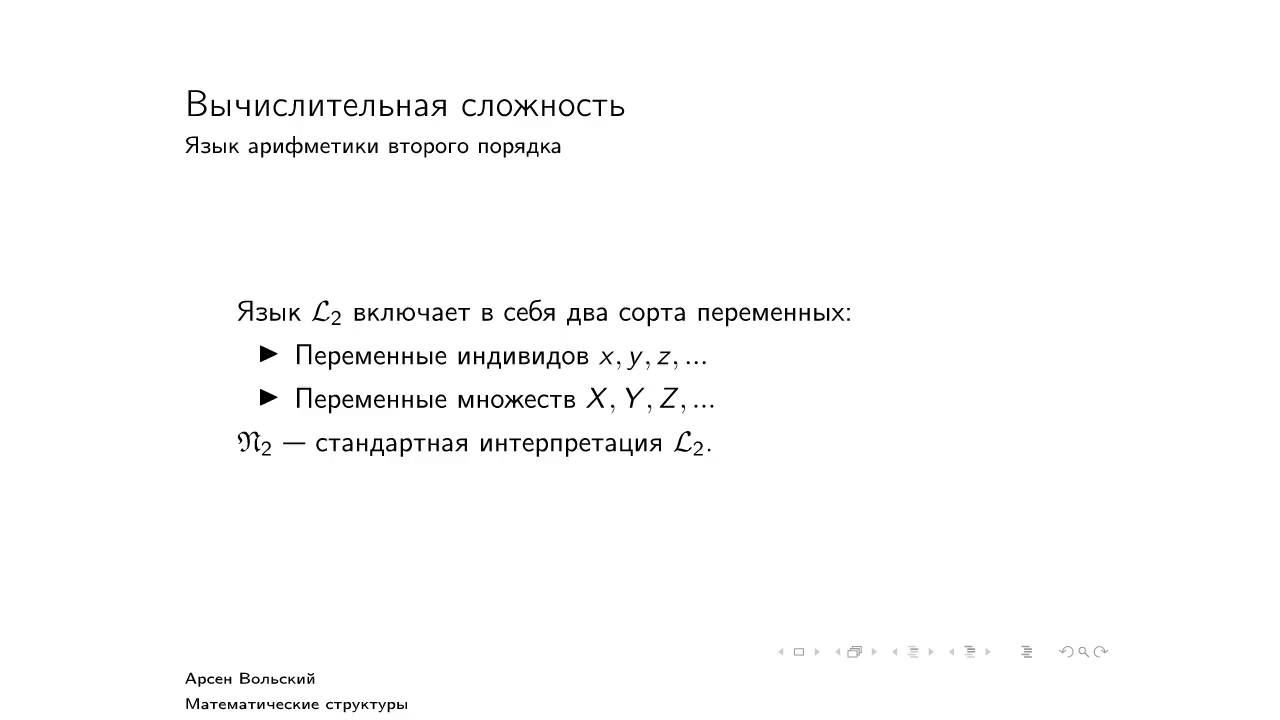 Вычислительная сложность
Язык арифметики второго порядка
Язык ℒ₂ включает в себя два сорта переменных:
▶ Переменные индивидов x, y, z, ...
▶ Переменные множеств X, Y, Z, ...
𝔑₂ — стандартная интерпретация ℒ₂.
Арсен Вольский
Математические структуры